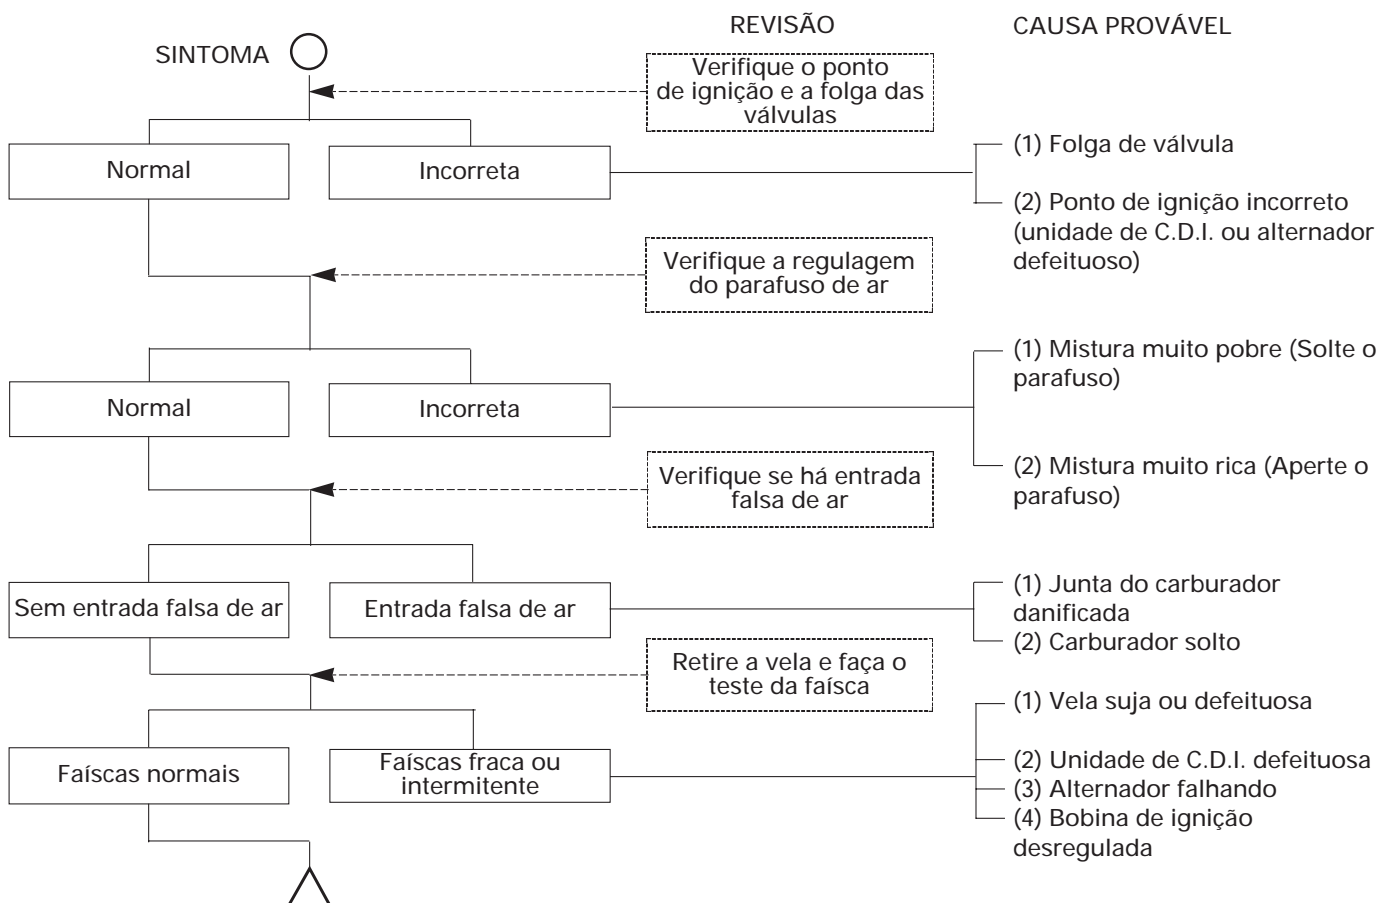 REVISÃO
CAUSA PROVÁVEL
SINTOMA
Verifique o ponto
de ignição e a folga das
válvulas
Normal
Incorreta
(1) Folga de válvula
(2) Ponto de ignição incorreto
(unidade de C.D.I. ou alternador
defeituoso)
Verifique a regulagem
do parafuso de ar
Normal
Incorreta
(1) Mistura muito pobre (Solte o
parafuso)
(2) Mistura muito rica (Aperte o
parafuso)
Verifique se há entrada
falsa de ar
Sem entrada falsa de ar
Entrada falsa de ar
(1) Junta do carburador
danificada
(2) Carburador solto
Retire a vela e faça o
teste da faísca
Faíscas normais
Faíscas fraca ou
intermitente
(1) Vela suja ou defeituosa
(2) Unidade de C.D.I. defeituosa
(3) Alternador falhando
(4) Bobina de ignição
desregulada